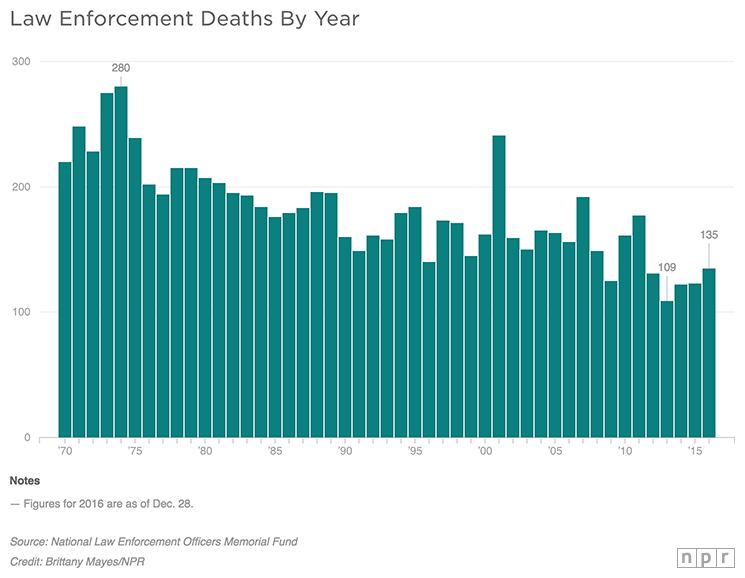 Law Enforcement Deaths By Year
300
280
200
135
109
100
0
'70 '75 '80 '85 '90 '95 '00 '05 '10 '15
Notes
— Figures for 2016 are as of Dec. 28.
Source: National Law Enforcement Officers Memorial Fund
Credit: Brittany Mayes/NPR
npr